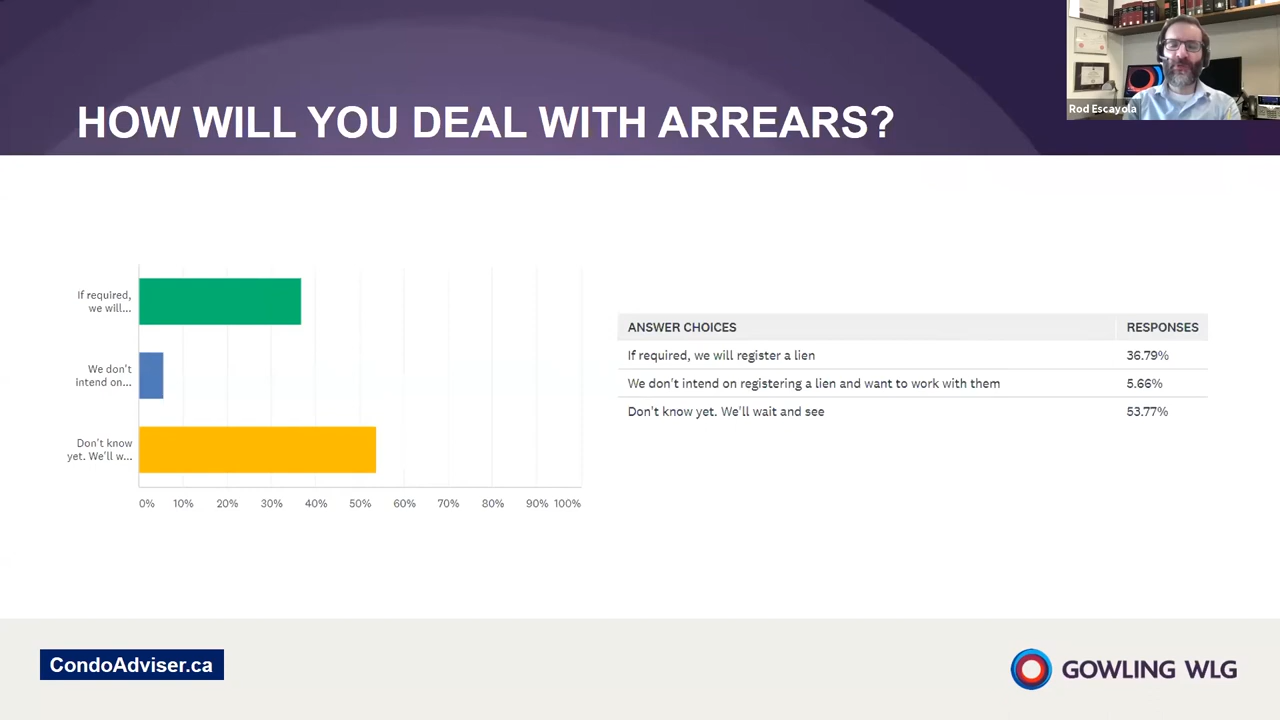 Rod Escayola
HOW WILL YOU DEAL WITH ARREARS?
If required,
we will...
We don't
intend on...
Don't know
yet. We'll w...
0% 10% 20% 30% 40% 50% 60% 70% 80% 90% 100%
ANSWER CHOICES RESPONSES
If required, we will register a lien 36.79%
We don't intend on registering a lien and want to work with them 5.66%
Don't know yet. We'll wait and see 53.77%
CondoAdviser.ca
GOWLING WLG